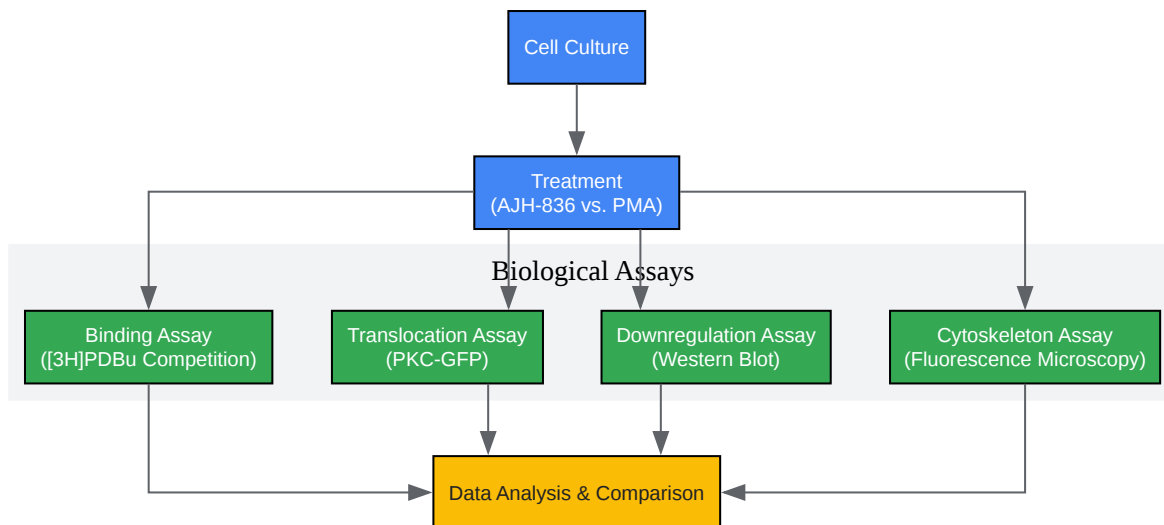 Cell Culture
Treatment
(AJH-836 vs. PMA)
Biological Assays
Binding Assay
([3H]PDBu Competition)
Translocation Assay
(PKC-GFP)
Downregulation Assay
(Western Blot)
Cytoskeleton Assay
(Fluorescence Microscopy)
Data Analysis & Comparison